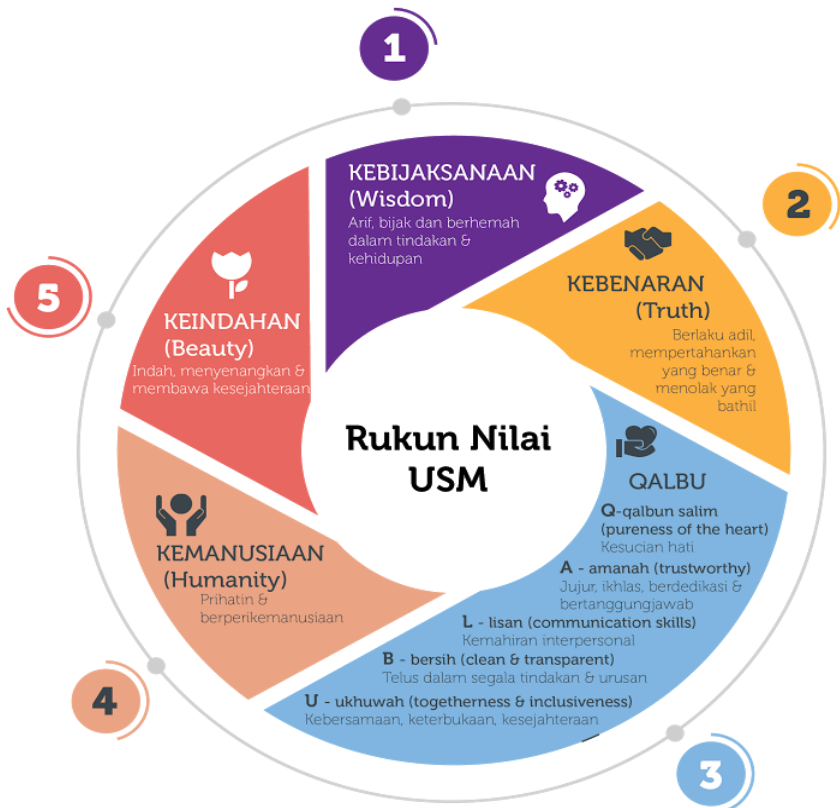 1
KEBIJAKSANAAN
(Wisdom)
Arif, bijak dan berhemah
dalam tindakan &
kehidupan
2
KEBENARAN
(Truth)
Berlaku adil,
mempertahankan
yang benar &
menolak yang
bathil
QALBU
Q-qalbun salim
(pureness of the heart)
Kesucian hati
A - amanah (trustworthy)
Jujur, ikhlas, berdedikasi &
bertanggungjawab
L - lisan (communication skills)
Kemahiran interpersonal
B - bersih (clean & transparent)
Telus dalam segala tindakan & urusan
U - ukhuwah (togetherness & inclusiveness)
Kebersamaan, keterbukaan, kesejahteraan
3
KEMANUSIAAN
(Humanity)
Prihatin &
berperikemanusiaan
4
5
KEINDAHAN
(Beauty)
Indah, menyenangkan &
membawa kesejahteraan
Rukun Nilai
USM